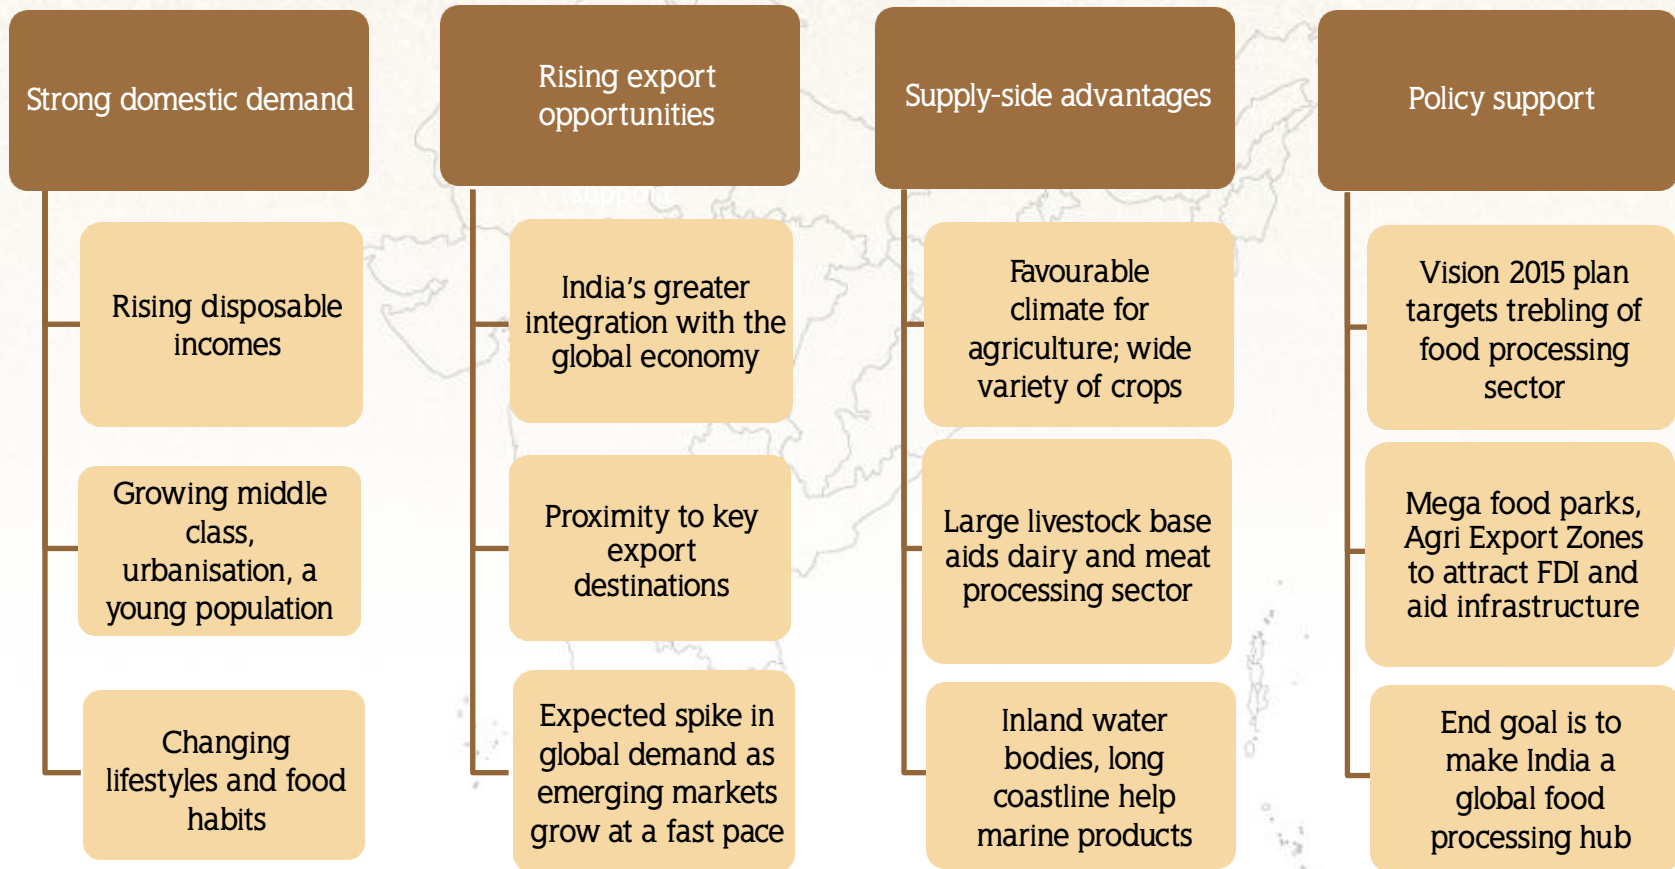 Strong domestic demand
Rising disposable
incomes
Growing middle
class,
urbanisation, a
young population
Changing
lifestyles and food
habits
Rising export
opportunities
support
India’s greater
integration with the
global economy
Proximity to key
export
destinations
Expected spike in
global demand as
emerging markets
grow at a fast pace
Supply-side advantages
Favourable
climate for
agriculture; wide
variety of crops
Large livestock base
aids dairy and meat
processing sector
Inland water
bodies, long
coastline help
marine products
Policy support
Vision 2015 plan
targets trebling of
food processing
sector
Mega food parks,
Agri Export Zones
to attract FDI and
aid infrastructure
End goal is to
make India a
global food
processing hub